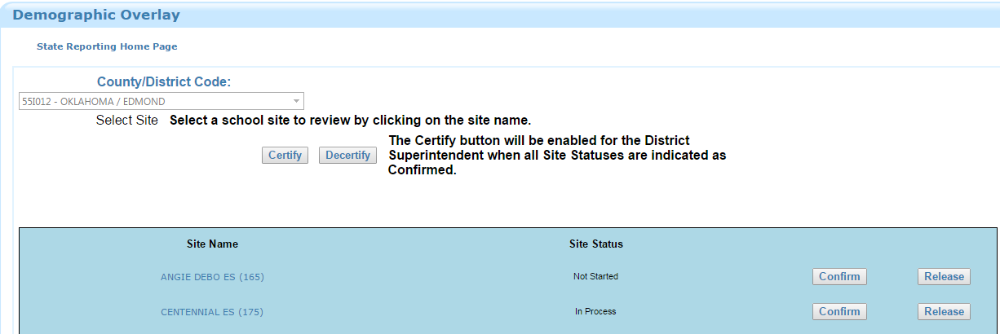 Demographic Overlay
State Reporting Home Page
County/District Code:
55I012 - OKLAHOMA / EDMOND
Select Site Select a school site to review by clicking on the site name.
Certify Decertify
The Certify button will be enabled for the District
Superintendent when all Site Statuses are indicated as
Confirmed.
Site Name Site Status
ANGIE DEBO ES (165) Not Started Confirm Release
CENTENNIAL ES (175) In Process Confirm Release